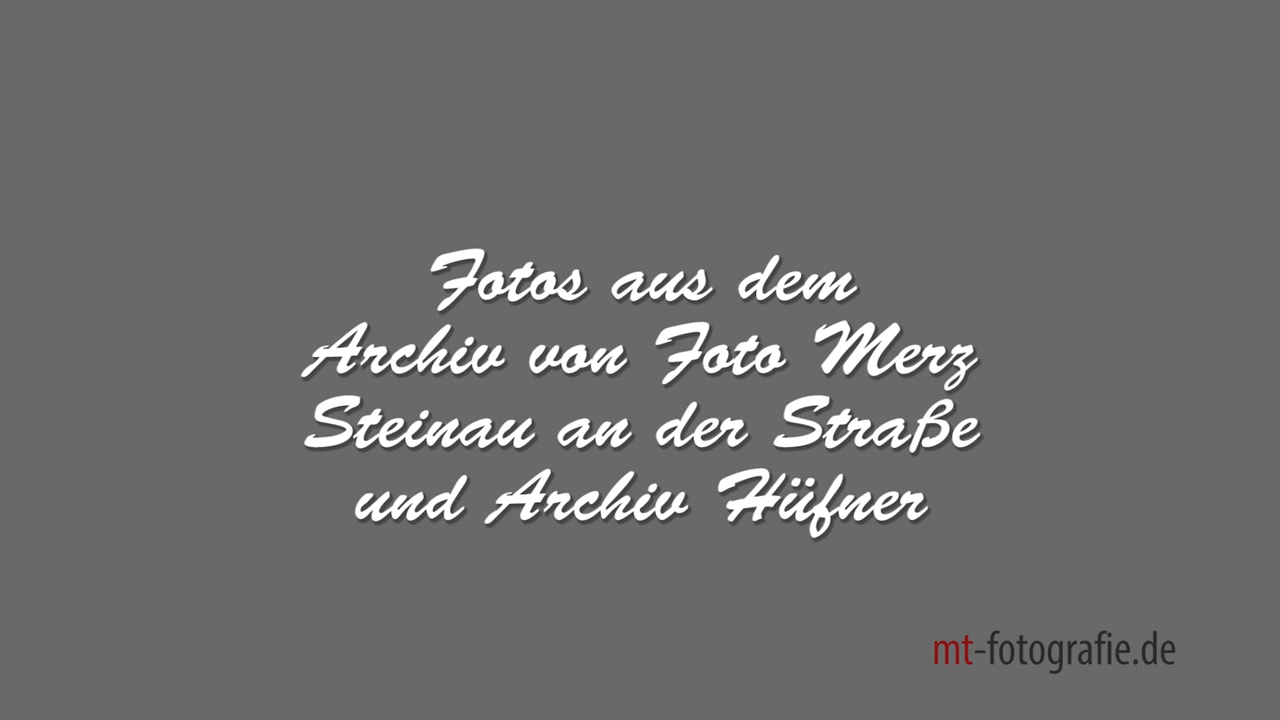 Fotos aus dem
Archiv von Foto Merz
Steinau an der Straße
und Archiv Hüfner
mt-fotografie.de